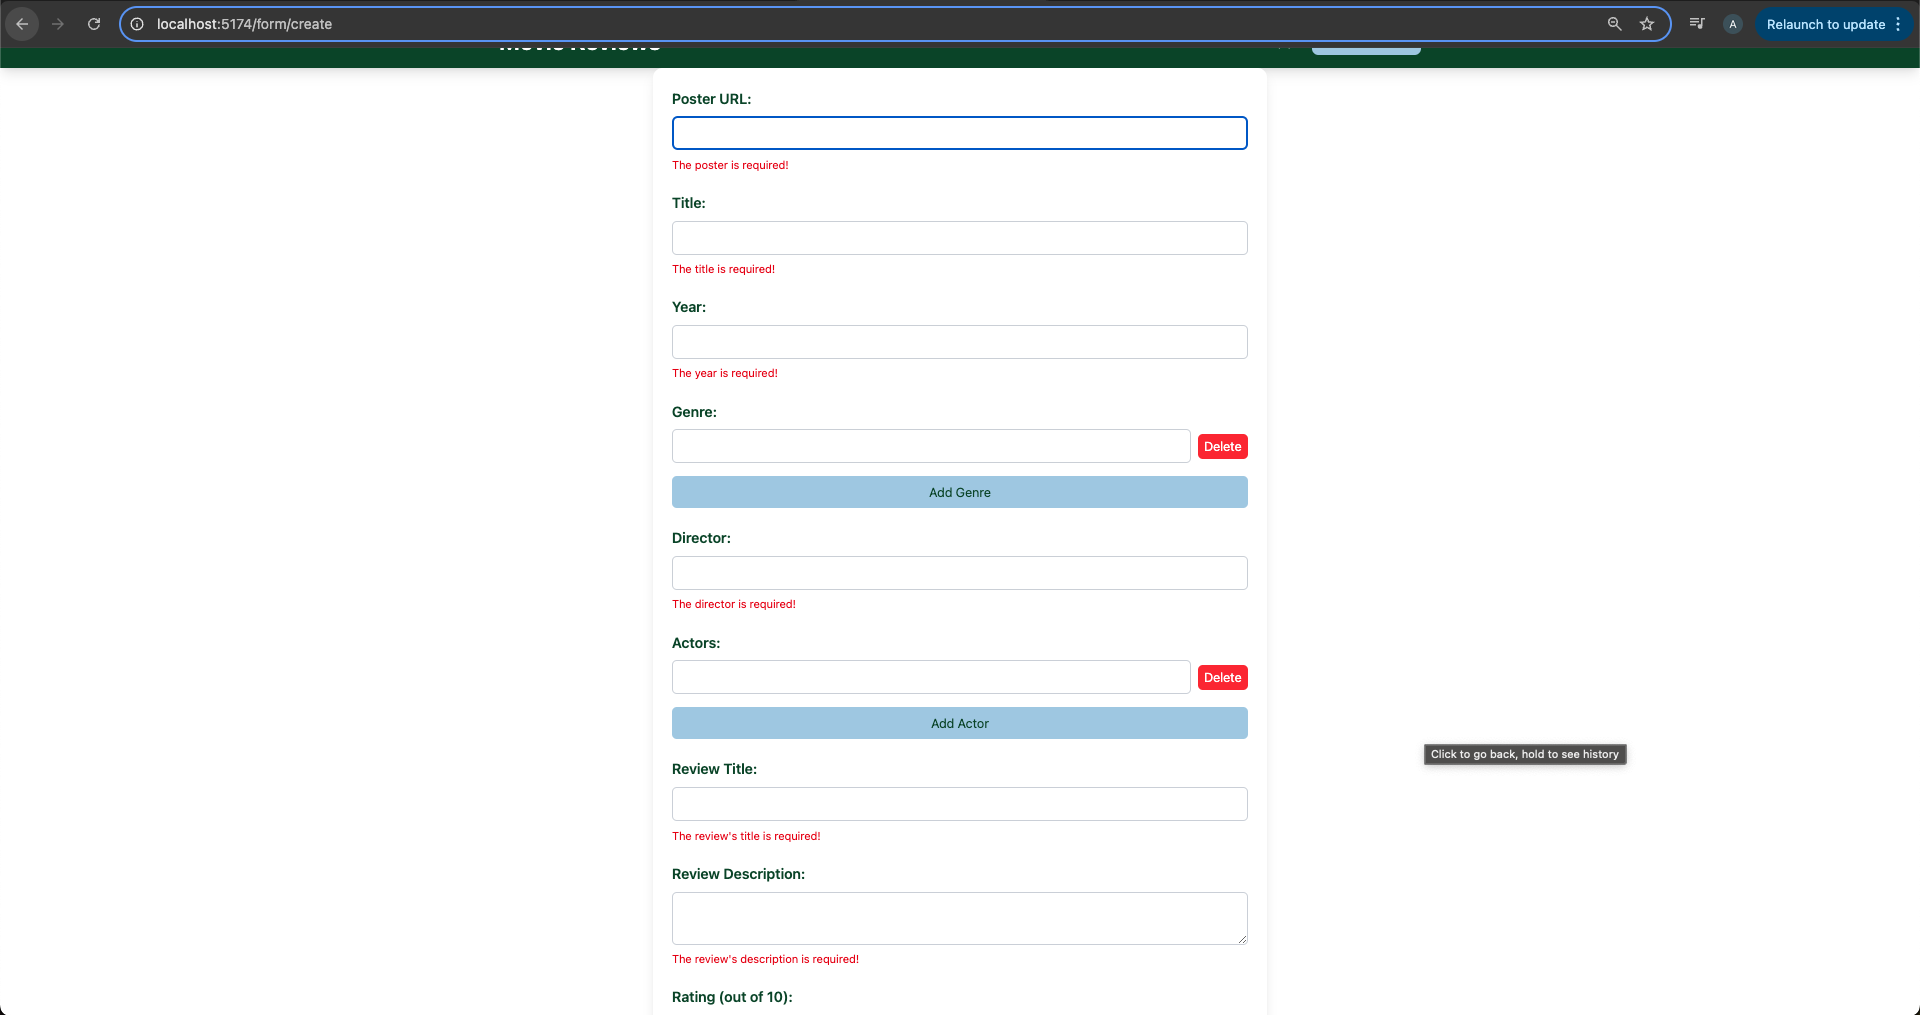 localhost:5174/form/create
A
Relaunch to update
Movie Reviews
Poster URL:
The poster is required!
Title:
The title is required!
Year:
The year is required!
Genre:
Delete
Add Genre
Director:
The director is required!
Actors:
Delete
Add Actor
Click to go back, hold to see history
Review Title:
The review's title is required!
Review Description:
The review's description is required!
Rating (out of 10):